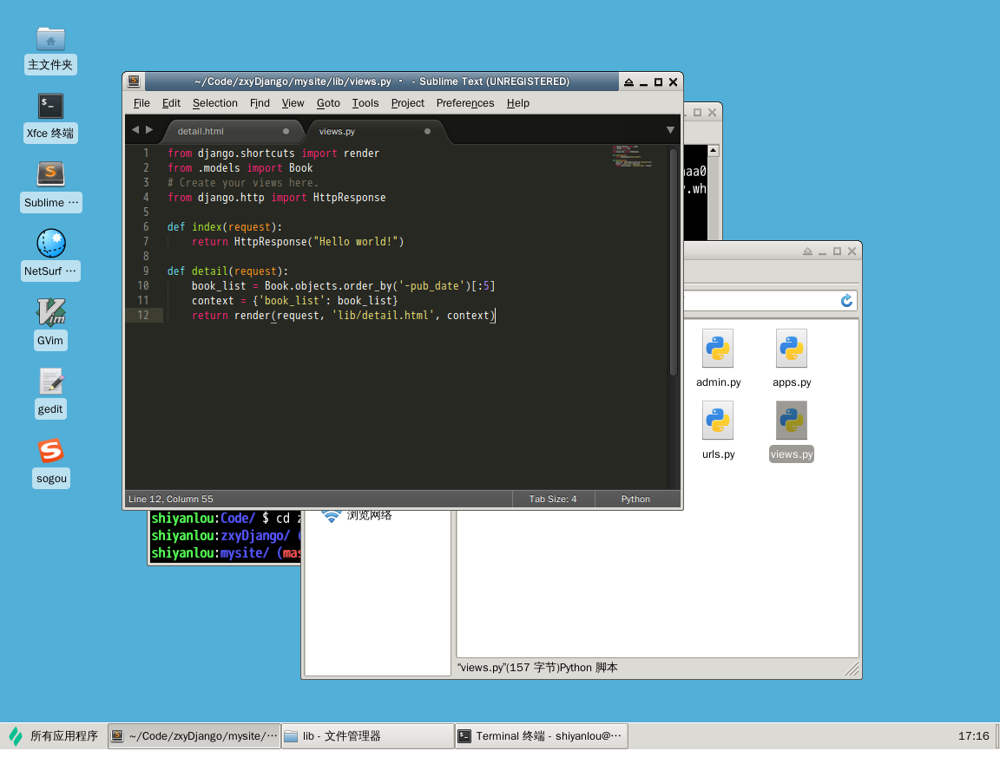 主文件夹
Xfce 终端
Sublime ⋯
NetSurf ⋯
GVim
gedit
sogou
~/Code/zxyDjango/mysite/lib/views.py • - Sublime Text (UNREGISTERED)
File Edit Selection Find View Goto Tools Project Preferences Help
detail.html
views.py
1 from django.shortcuts import render
2 from .models import Book
3 # Create your views here.
4 from django.http import HttpResponse
5
6 def index(request):
7     return HttpResponse("Hello world!")
8
9 def detail(request):
10     book_list = Book.objects.order_by('-pub_date')[:5]
11     context = {'book_list': book_list}
12     return render(request, 'lib/detail.html', context)
Line 12, Column 55
Tab Size: 4
Python
.wh
admin.py
apps.py
urls.py
views.py
浏览网络
shiyanlou:Code/ $ cd z
shiyanlou:zxyDjango/ (
shiyanlou:mysite/ (mas
“views.py”(157 字节)Python 脚本
所有应用程序
~/Code/zxyDjango/mysite/⋯
lib - 文件管理器
Terminal 终端 - shiyanlou@⋯
17:16